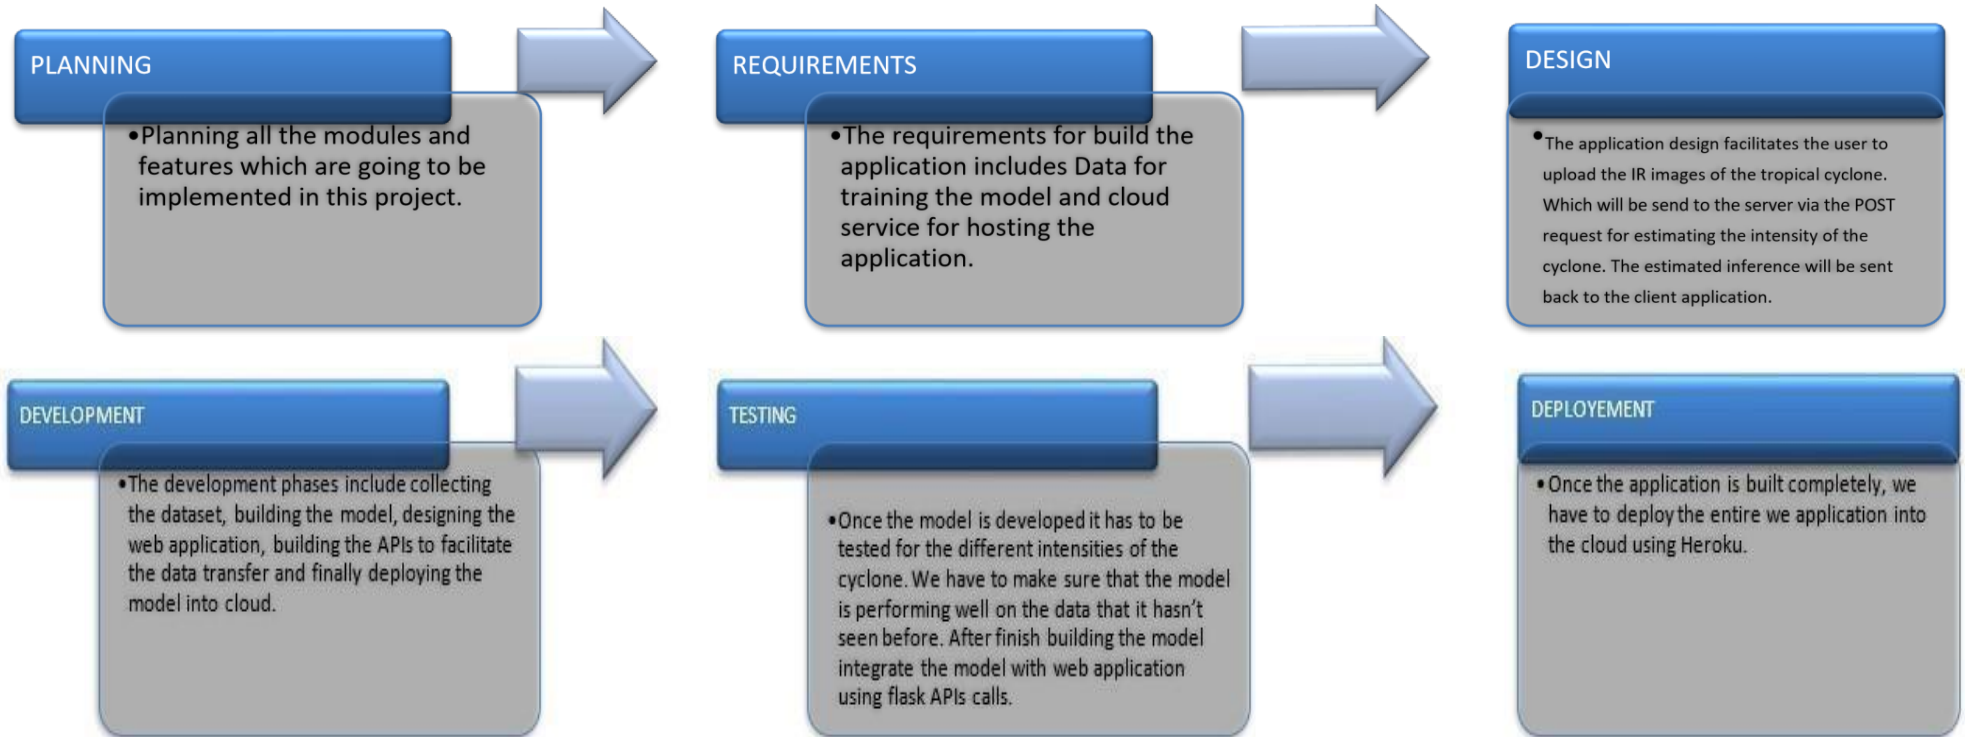 PLANNING
•Planning all the modules and
features which are going to be
implemented in this project.
REQUIREMENTS
•The requirements for build the
application includes Data for
training the model and cloud
service for hosting the
application.
DESIGN
•The application design facilitates the user to
upload the IR images of the tropical cyclone.
Which will be send to the server via the POST
request for estimating the intensity of the
cyclone. The estimated inference will be sent
back to the client application.
DEVELOPMENT
•The development phases include collecting
the dataset, building the model, designing the
web application, building the APIs to facilitate
the data transfer and finally deploying the
model into cloud.
TESTING
•Once the model is developed it has to be
tested for the different intensities of the
cyclone. We have to make sure that the model
is performing well on the data that it hasn't
seen before. After finish building the model
integrate the model with web application
using flask APIs calls.
DEPLOYEMENT
•Once the application is built completely, we
have to deploy the entire we application into
the cloud using Heroku.